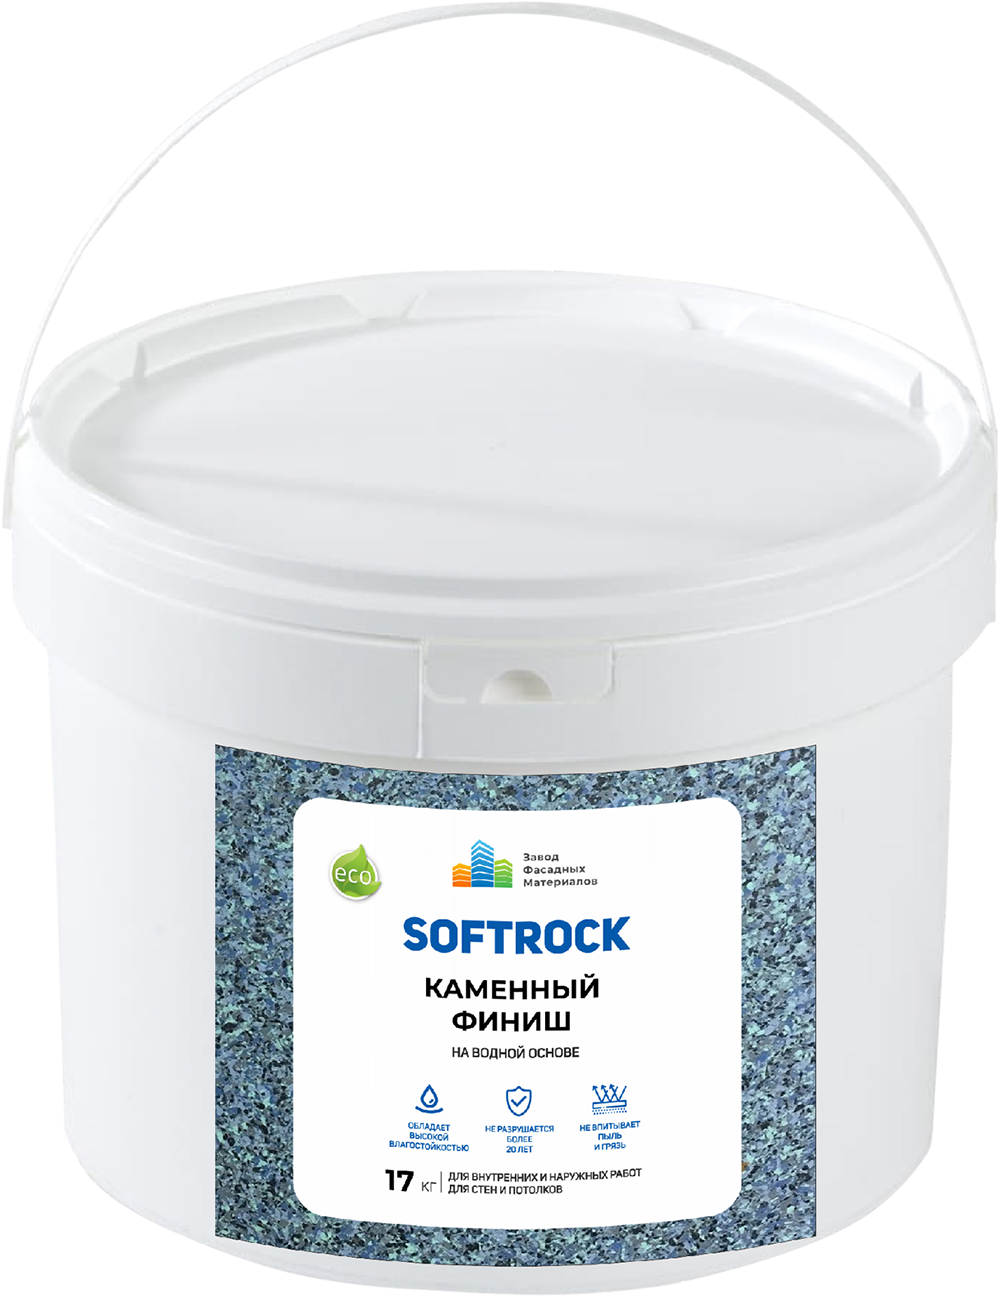 eco
Завод
Фасадных
Материалов
SOFTROCK
КАМЕННЫЙ
ФИНИШ
НА ВОДНОЙ ОСНОВЕ
ОБЛАДАЕТ
ВЫСОКОЙ
ВЛАГОСТОЙКОСТЬЮ
НЕ РАЗРУШАЕТСЯ
БОЛЕЕ
20 ЛЕТ
НЕ ВПИТЫВАЕТ
ПЫЛЬ
И ГРЯЗЬ
17 КГ
ДЛЯ ВНУТРЕННИХ И НАРУЖНЫХ РАБОТ
ДЛЯ СТЕН И ПОТОЛКОВ